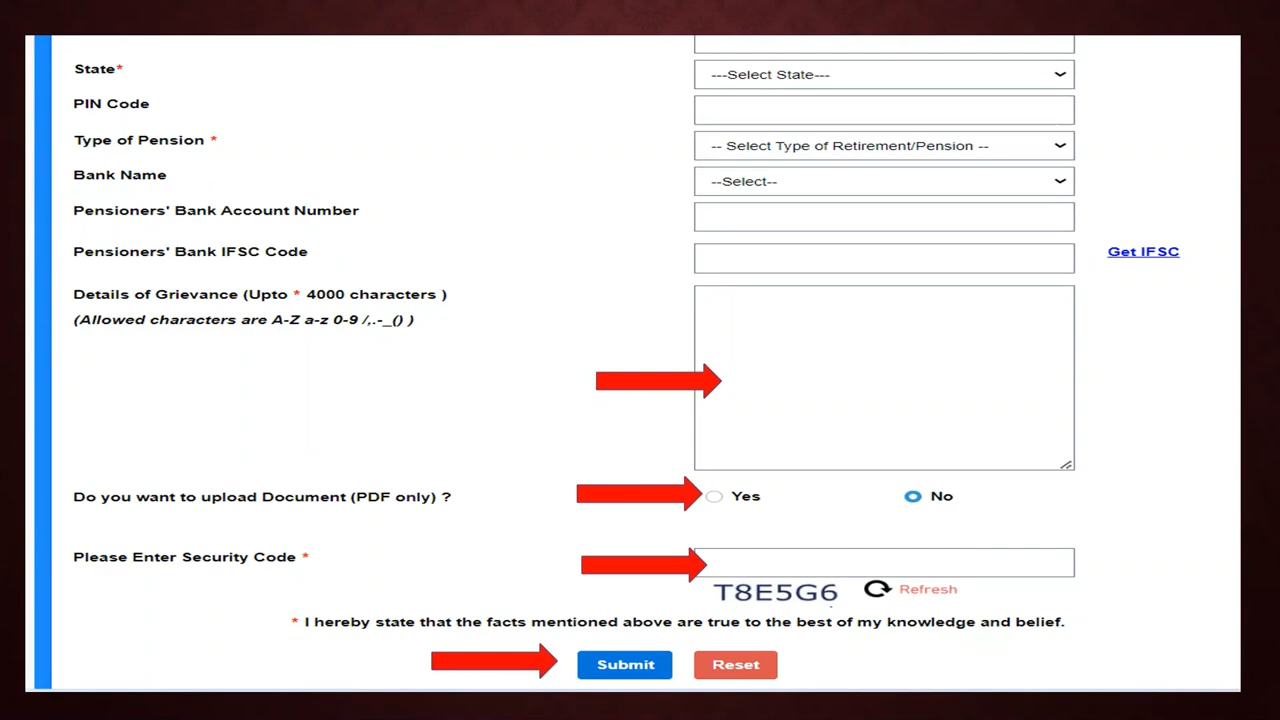 State*
---Select State---
PIN Code
Type of Pension *
-- Select Type of Retirement/Pension --
Bank Name
--Select--
Pensioners' Bank Account Number
Pensioners' Bank IFSC Code
Get IFSC
Details of Grievance (Upto * 4000 characters )
(Allowed characters are A-Z a-z 0-9 /,.-_() )
Do you want to upload Document (PDF only) ?
Yes
No
Please Enter Security Code *
T8E5G6
Refresh
* I hereby state that the facts mentioned above are true to the best of my knowledge and belief.
Submit
Reset